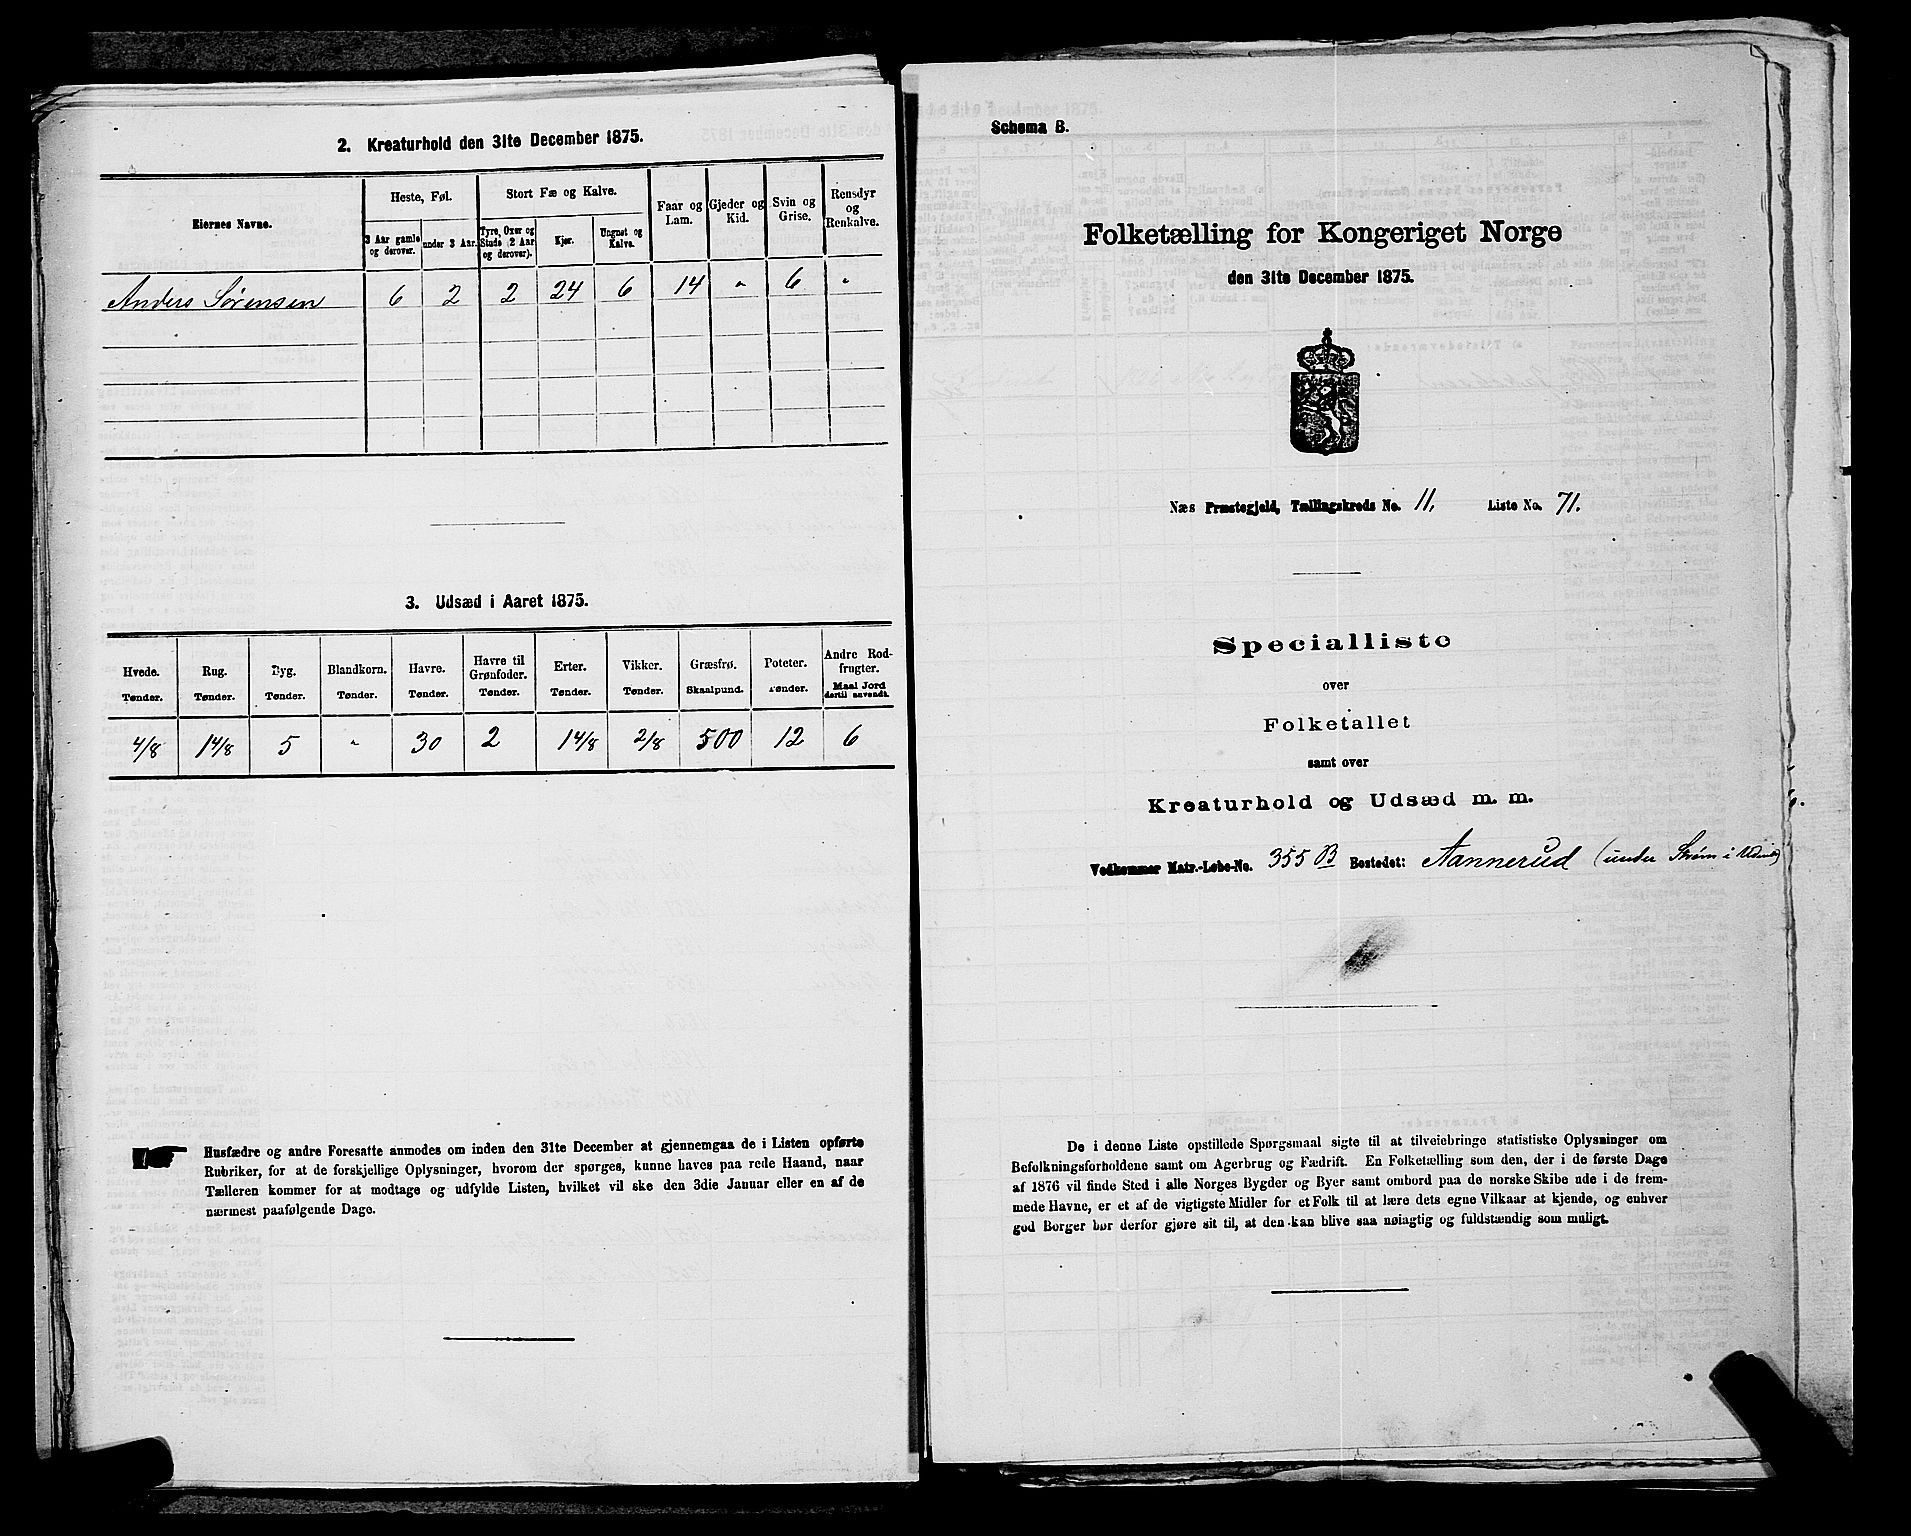 2. Kreaturhold den 31te December 1875.
Eiernes Navne.
Heste, Føl.
Stort Fæ og Kalve.
Faar og Lam.
Gjeder og Kid.
Svin og Grise.
Rensdyr og Renkalve.
3 Aar gamle og derover.
under 3 Aar.
Tyre, Oxer og Stude (2 Aar og derover).
Kjør.
Ungnet og Kalve.
Anders Sørensen 6 2 2 24 6 14 " 6 "
3. Udsæd i Aaret 1875.
Hvede. Rug. Byg. Blandkorn. Havre. Havre til Grønfoder. Erter. Vikker. Græsfrø. Poteter. Andre Rodfrugter.
Tønder. Tønder. Tønder. Tønder. Tønder. Tønder. Tønder. Tønder. Skaalpund. Tønder. Maal Jord dertil anvendt.
4/8 14/8 5 " 30 2 14/8 2/8 500 12 6
Husfædre og andre Foresatte anmodes om inden den 31te December at gjennemgaa de i Listen opførte
Rubriker, for at de forskjellige Oplysninger, hvorom der spørges, kunne haves paa rede Haand, naar
Tælleren kommer for at modtage og udfylde Listen, hvilket vil ske den 3die Januar eller en af de
nærmest paafølgende Dage.
Schema B.
Folketælling for Kongeriget Norge
den 31te December 1875.
Næs Præstegjeld, Tællingskreds No. 11. Liste No. 71.
Specialliste
over
Folketallet
samt over
Kreaturhold og Udsæd m. m.
Vedkommer Matr.-Løbe-No. 355 B Bostedet: Aannerud (under Strøm i
De i denne Liste opstillede Spørgsmaal sigte til at tilveiebringe statistiske Oplysninger om
Befolkningsforholdene samt om Agerbrug og Fædrift. En Folketælling som den, der i de første Dage
af 1876 vil finde Sted i alle Norges Bygder og Byer samt ombord paa de norske Skibe ude i de frem-
mede Havne, er et af de vigtigste Midler for et Folk til at lære dets egne Vilkaar at kjende, og enhver
god Borger bør derfor gjøre sit til, at den kan blive saa nøiagtig og fuldstændig som muligt.